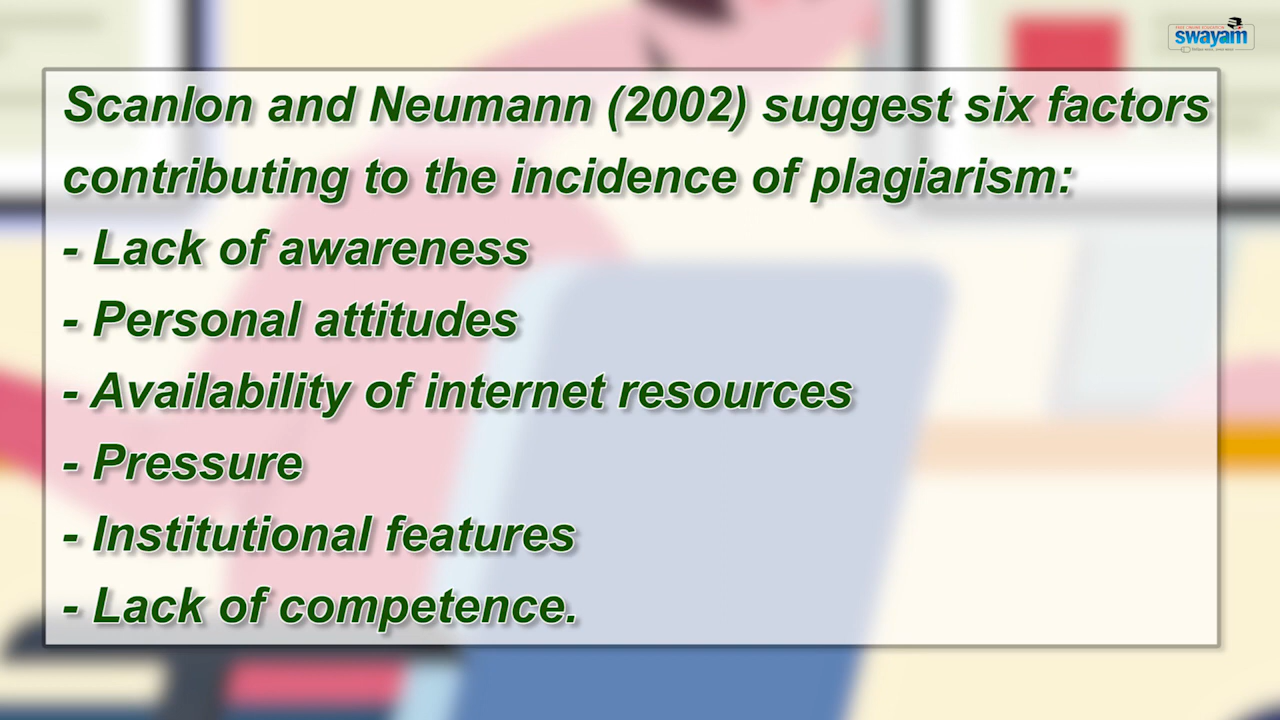 swayam
Scanlon and Neumann (2002) suggest six factors
contributing to the incidence of plagiarism:
- Lack of awareness
- Personal attitudes
- Availability of internet resources
- Pressure
- Institutional features
- Lack of competence.